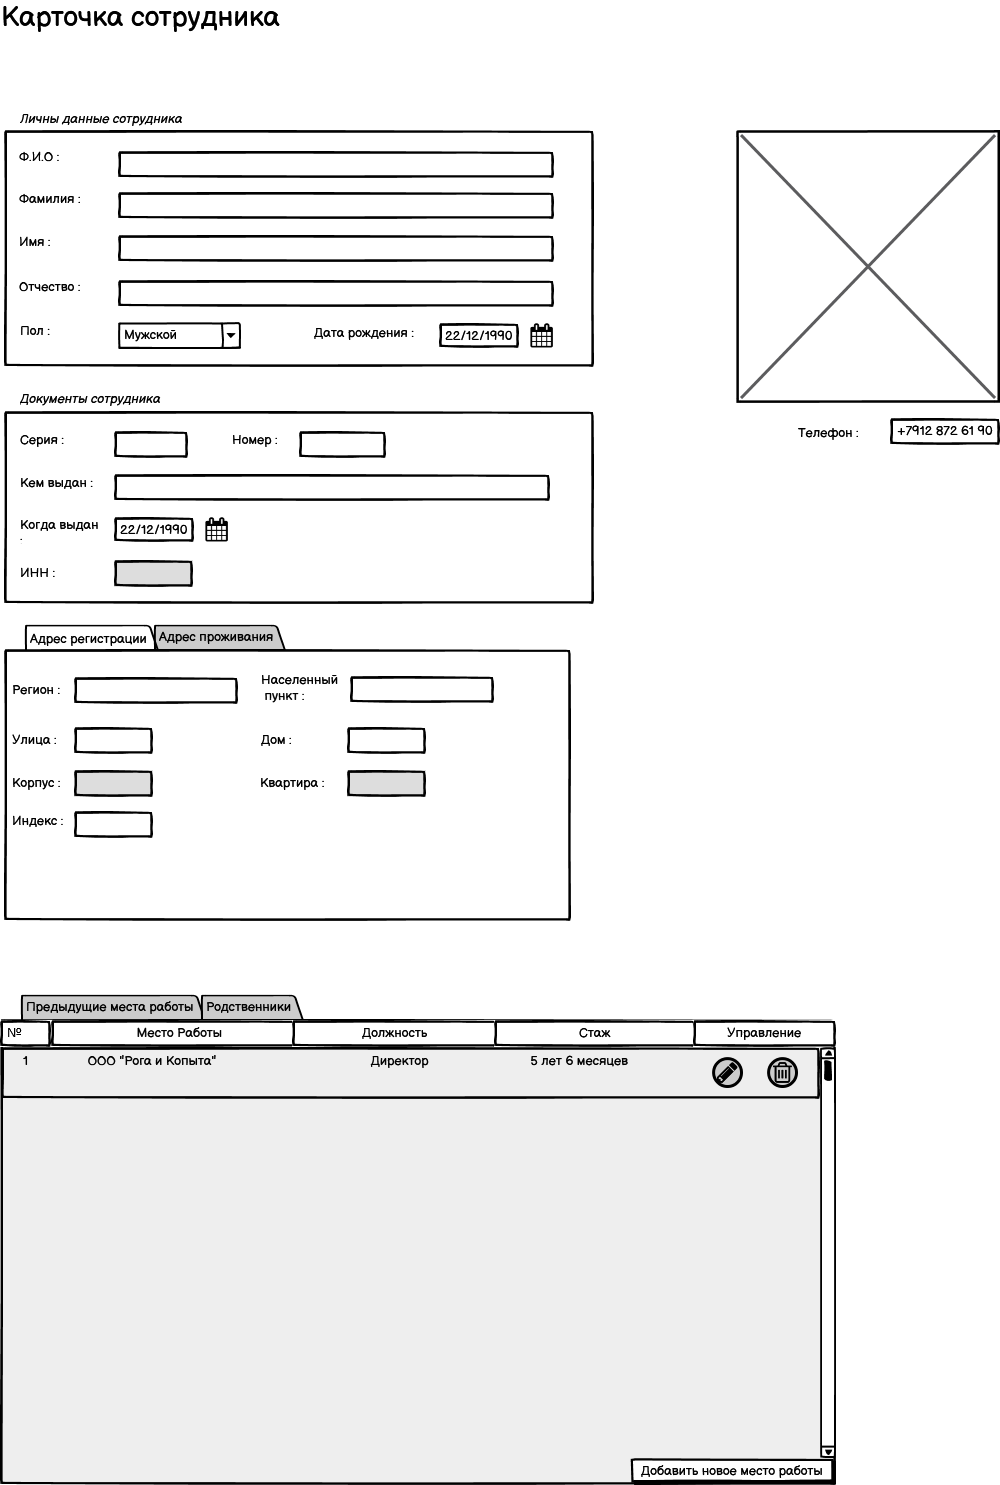 Карточка сотрудника
Личны данные сотрудника
Ф.И.О :
Фамилия :
Имя :
Отчество :
Пол : Мужской Дата рождения : 22/12/1990
Телефон : +7912 872 61 90
Документы сотрудника
Серия : Номер :
Кем выдан :
Когда выдан
: 22/12/1990
ИНН :
Адрес регистрации Адрес проживания
Регион : Населенный
пункт :
Улица : Дом :
Корпус : Квартира :
Индекс :
Предыдущие места работы Родственники
№ Место Работы Должность Стаж Управление
1 ООО "Рога и Копыта" Директор 5 лет 6 месяцев
Добавить новое место работы